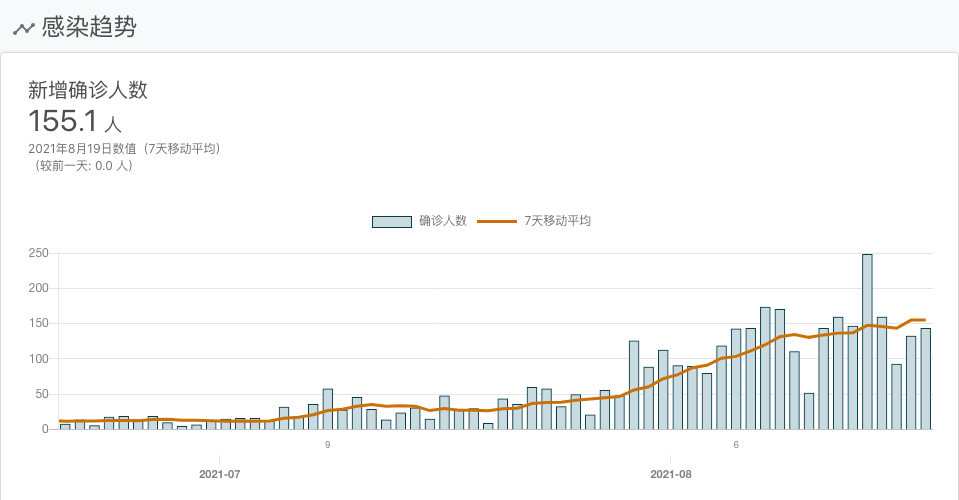 感染趋势
新增确诊人数
155.1 人
2021年8月19日数值（7天移动平均）
（较前一天: 0.0 人）
确诊人数 7天移动平均
250
200
150
100
50
0
9 6
2021-07 2021-08